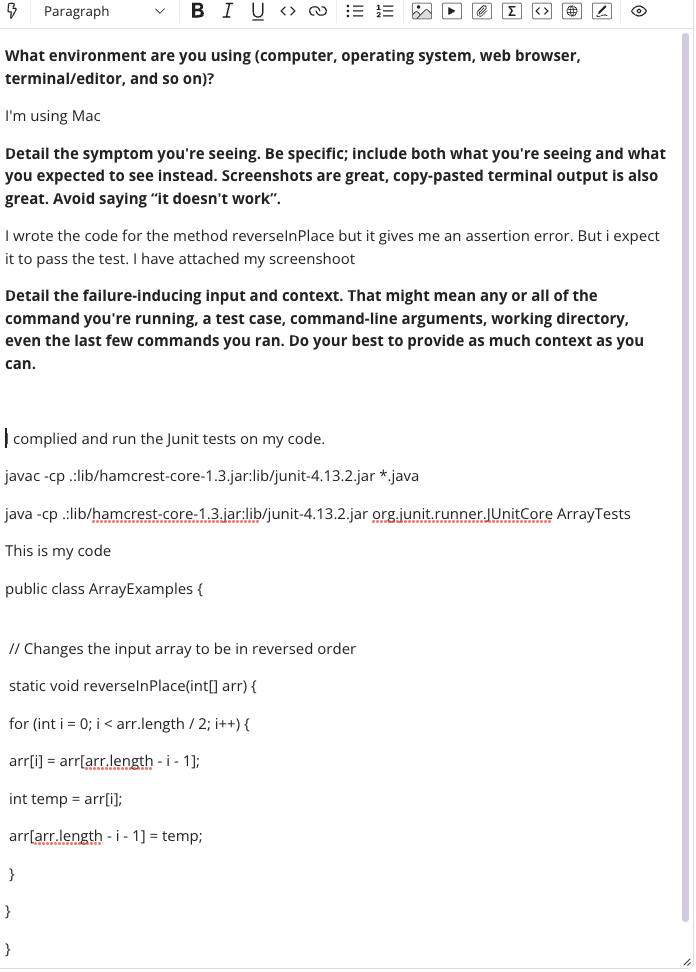 Paragraph
B I U
What environment are you using (computer, operating system, web browser,
terminal/editor, and so on)?
I'm using Mac
Detail the symptom you're seeing. Be specific; include both what you're seeing and what
you expected to see instead. Screenshots are great, copy-pasted terminal output is also
great. Avoid saying “it doesn't work”.
I wrote the code for the method reverseInPlace but it gives me an assertion error. But i expect
it to pass the test. I have attached my screenshoot
Detail the failure-inducing input and context. That might mean any or all of the
command you're running, a test case, command-line arguments, working directory,
even the last few commands you ran. Do your best to provide as much context as you
can.
I complied and run the Junit tests on my code.
javac -cp .:lib/hamcrest-core-1.3.jar:lib/junit-4.13.2.jar *.java
java -cp .:lib/hamcrest-core-1.3.jar:lib/junit-4.13.2.jar org.junit.runner.JUnitCore ArrayTests
This is my code
public class ArrayExamples {
// Changes the input array to be in reversed order
static void reverseInPlace(int[] arr) {
for (int i = 0; i < arr.length / 2; i++) {
arr[i] = arr[arr.length - i - 1];
int temp = arr[i];
arr[arr.length - i - 1] = temp;
}
}
}